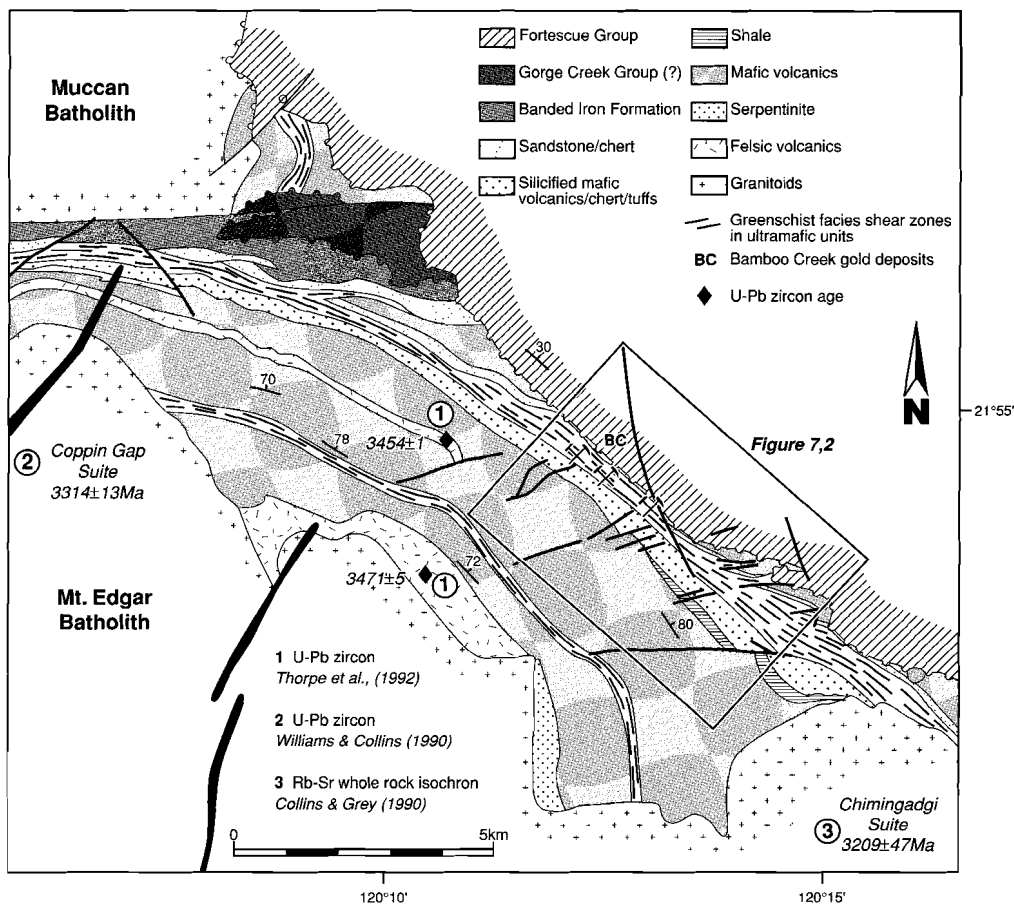 Muccan
Batholith
Fortescue Group
Gorge Creek Group (?)
Banded Iron Formation
Sandstone/chert
Silicified mafic
volcanics/chert/tuffs
Shale
Mafic volcanics
Serpentinite
Felsic volcanics
Granitoids
Greenschist facies shear zones
in ultramafic units
BC Bamboo Creek gold deposits
U-Pb zircon age
30
N
21°55'
70
1
3454±1
78
BC
Figure 7,2
2
Coppin Gap
Suite
3314±13Ma
72
3471±5
1
80
Mt. Edgar
Batholith
1 U-Pb zircon
Thorpe et al., (1992)
2 U-Pb zircon
Williams & Collins (1990)
3 Rb-Sr whole rock isochron
Collins & Grey (1990)
0 5km
Chimingadgi
Suite
3
3209±47Ma
120°10' 120°15'